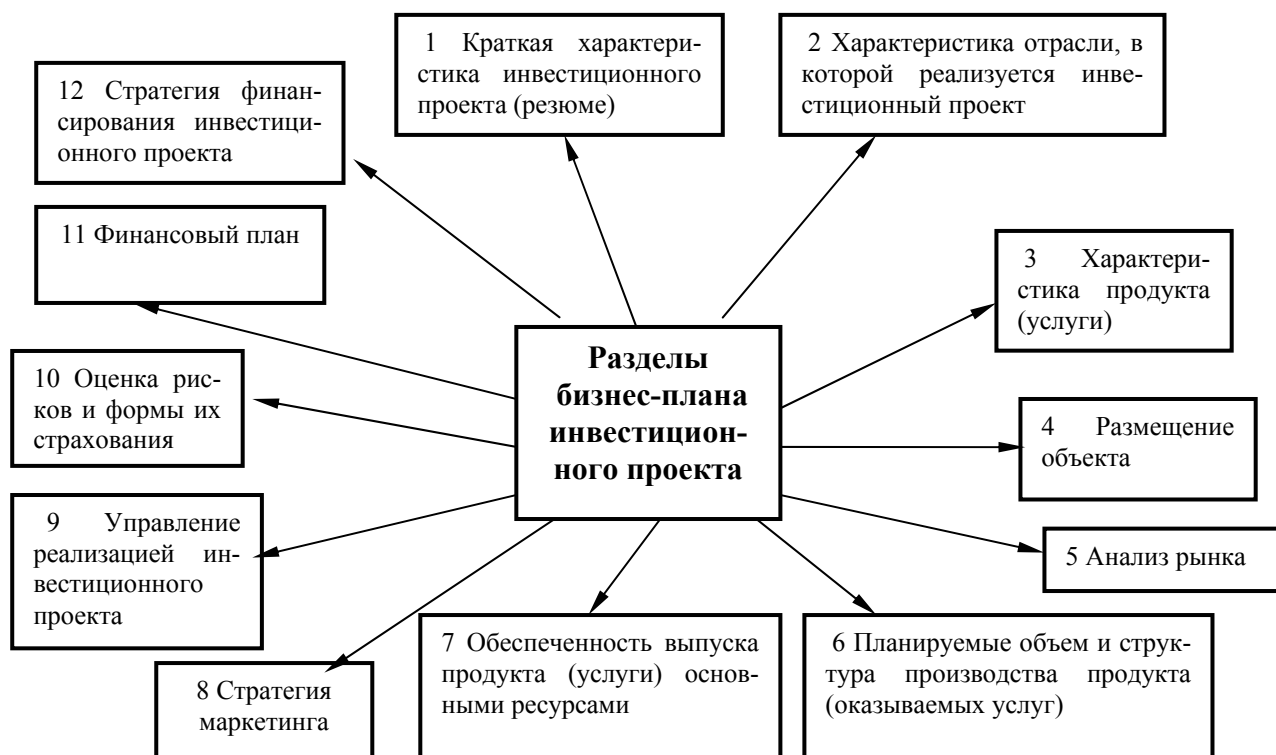 1 Краткая характери-
стика инвестиционного
проекта (резюме)
2 Характеристика отрасли, в
которой реализуется инве-
стиционный проект
12 Стратегия финан-
сирования инвестици-
онного проекта
11 Финансовый план
3 Характери-
стика продукта
(услуги)
Разделы
бизнес-плана
инвестицион-
ного проекта
10 Оценка рис-
ков и формы их
страхования
4 Размещение
объекта
9 Управление
реализацией ин-
вестиционного
проекта
5 Анализ рынка
8 Стратегия
маркетинга
7 Обеспеченность выпуска
продукта (услуги) основ-
ными ресурсами
6 Планируемые объем и струк-
тура производства продукта
(оказываемых услуг)